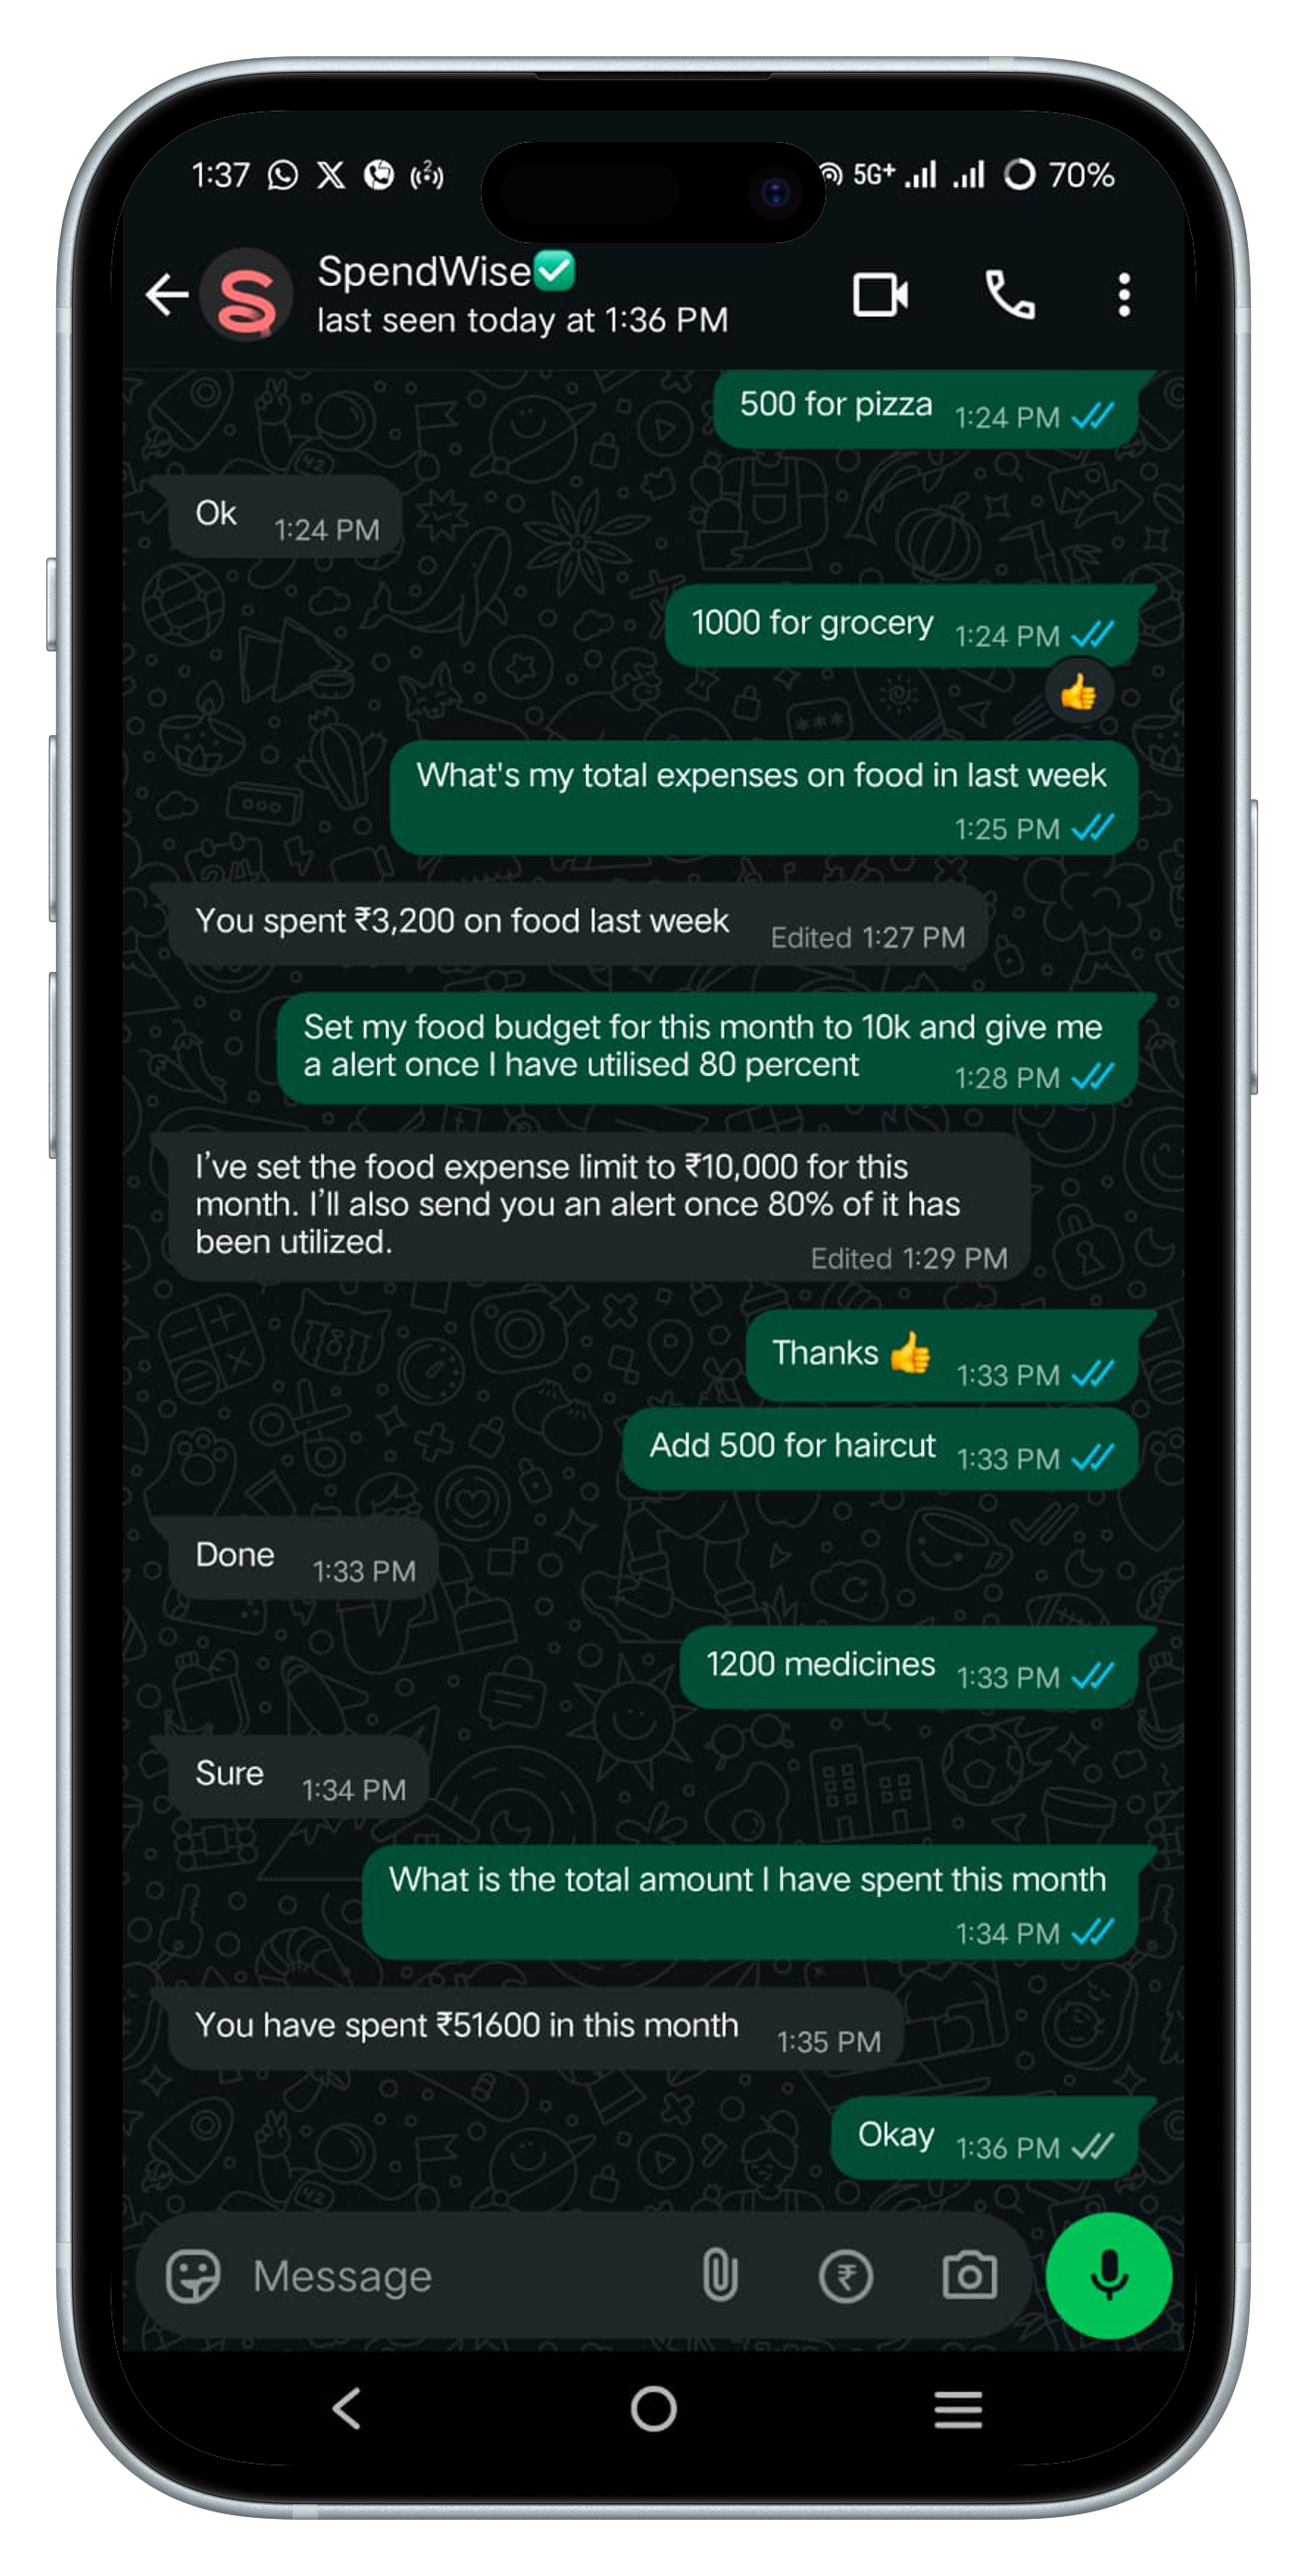 1:37 5G+ 70%
SpendWise
last seen today at 1:36 PM
500 for pizza 1:24 PM
Ok 1:24 PM
1000 for grocery 1:24 PM
What's my total expenses on food in last week
1:25 PM
You spent ₹3,200 on food last week Edited 1:27 PM
Set my food budget for this month to 10k and give me
a alert once I have utilised 80 percent 1:28 PM
I've set the food expense limit to ₹10,000 for this
month. I'll also send you an alert once 80% of it has
been utilized. Edited 1:29 PM
Thanks 👍 1:33 PM
Add 500 for haircut 1:33 PM
Done 1:33 PM
1200 medicines 1:33 PM
Sure 1:34 PM
What is the total amount I have spent this month
1:34 PM
You have spent ₹51600 in this month 1:35 PM
Okay 1:36 PM
Message